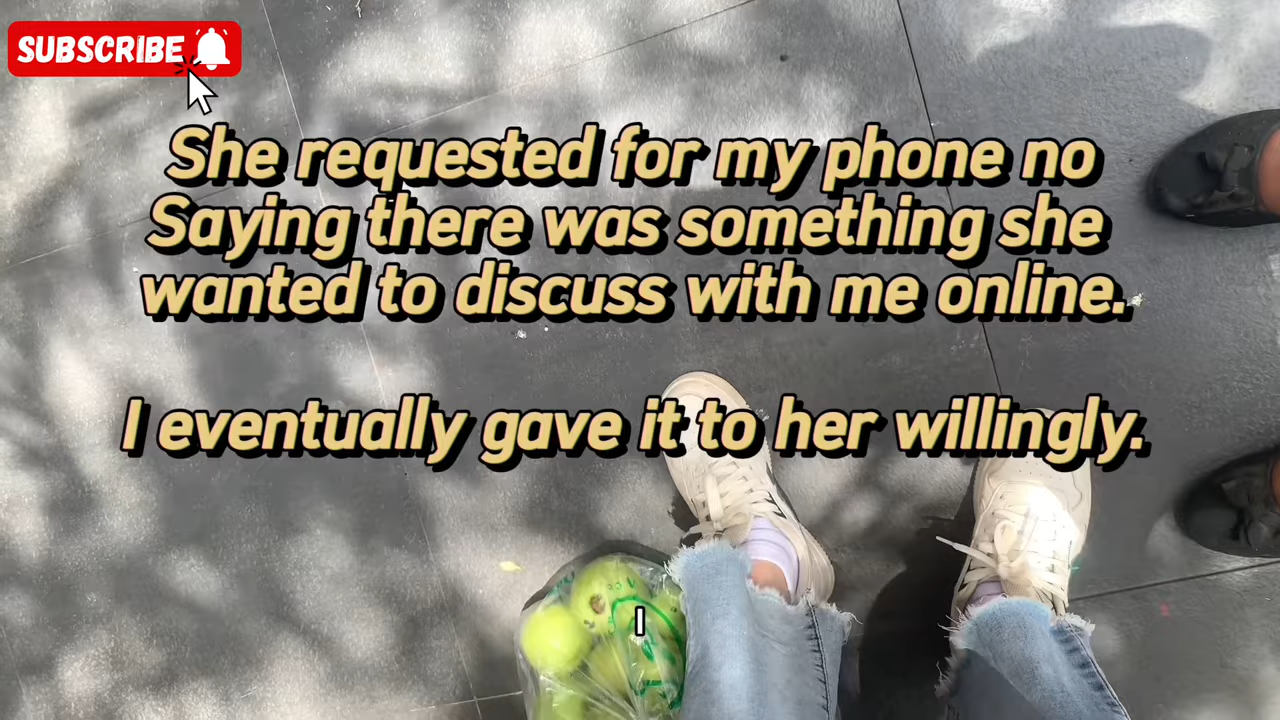 SUBSCRIBE
She requested for my phone no
Saying there was something she
wanted to discuss with me online.
I eventually gave it to her willingly.
I